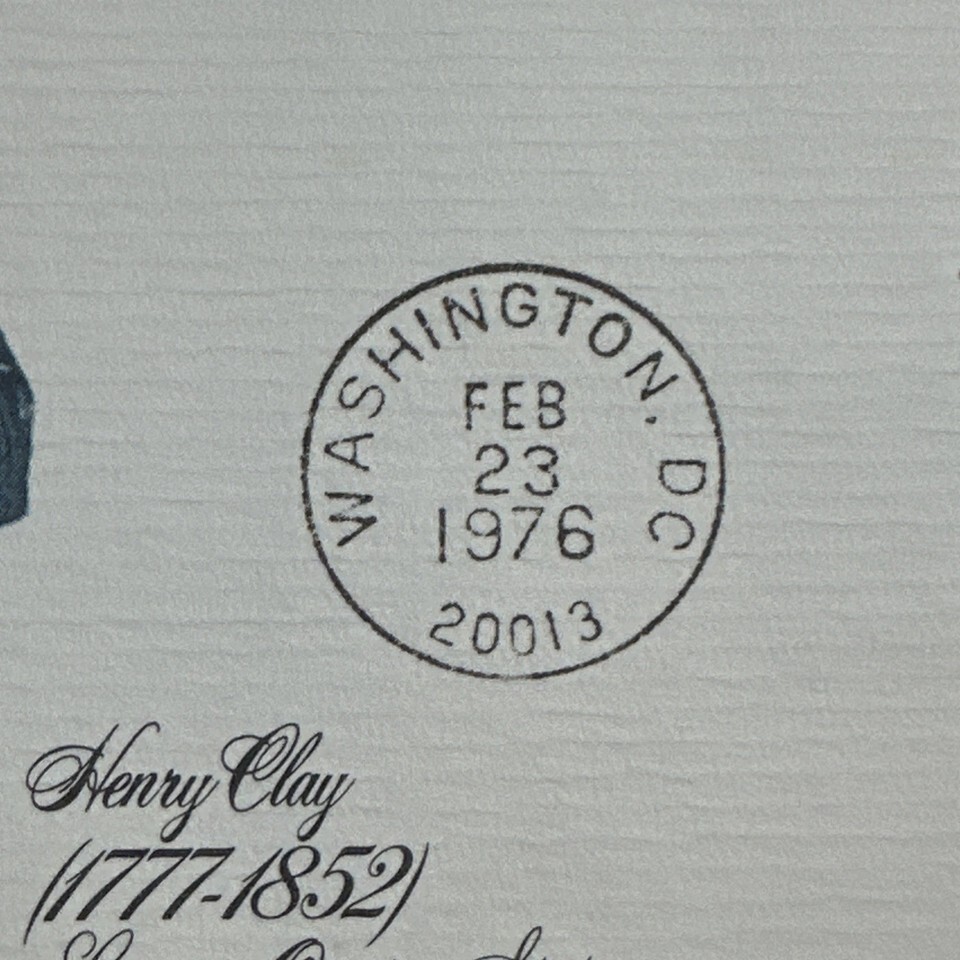 WASHINGTON. DC
FEB
23
1976
20013
Henry Clay
(1777-1852)